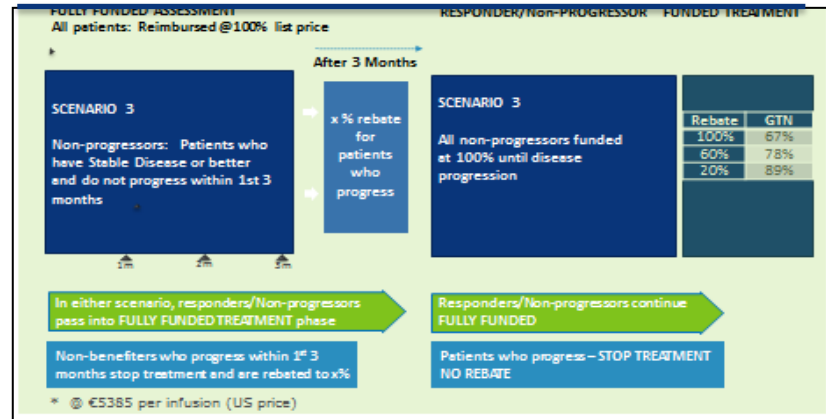 FULLY FUNDED ASSESSMENT
All patients: Reimbursed @100% list price
RESPONDER/Non-PROGRESSOR FUNDED TREATMENT
After 3 Months
SCENARIO 3
Non-progressors: Patients who
have Stable Disease or better
and do not progress within 1st 3
months
x % rebate
for
patients
who
progress
SCENARIO 3
All non-progressors funded
at 100% until disease
progression
Rebate GTN
100% 67%
60% 78%
20% 89%
1m 2m 3m
In either scenario, responders/Non-progressors
pass into FULLY FUNDED TREATMENT phase
Responders/Non-progressors continue
FULLY FUNDED
Non-benefiters who progress within 1st 3
months stop treatment and are rebated to x%
Patients who progress – STOP TREATMENT
NO REBATE
* @ €5385 per infusion (US price)